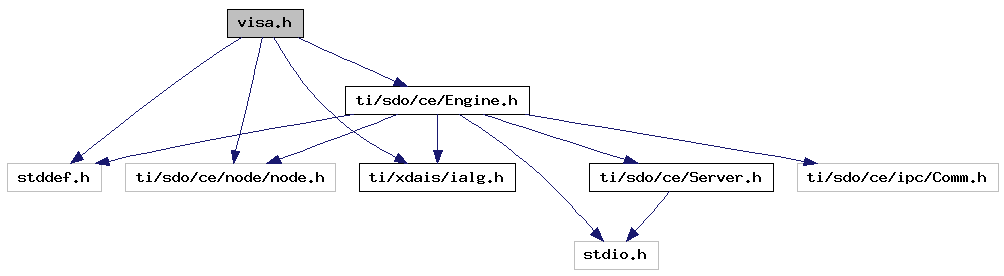 visa.h
ti/sdo/ce/Engine.h
stddef.h
ti/sdo/ce/node/node.h
ti/xdais/ialg.h
ti/sdo/ce/Server.h
ti/sdo/ce/ipc/Comm.h
stdio.h